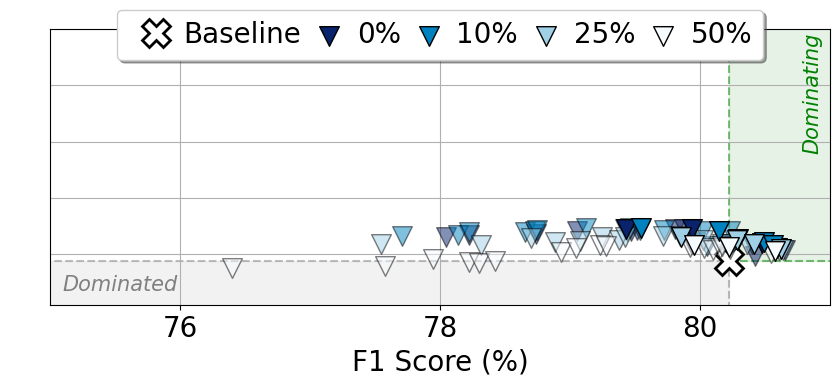 Baseline 0% 10% 25% 50%
Dominating
Dominated
76 78 80
F1 Score (%)